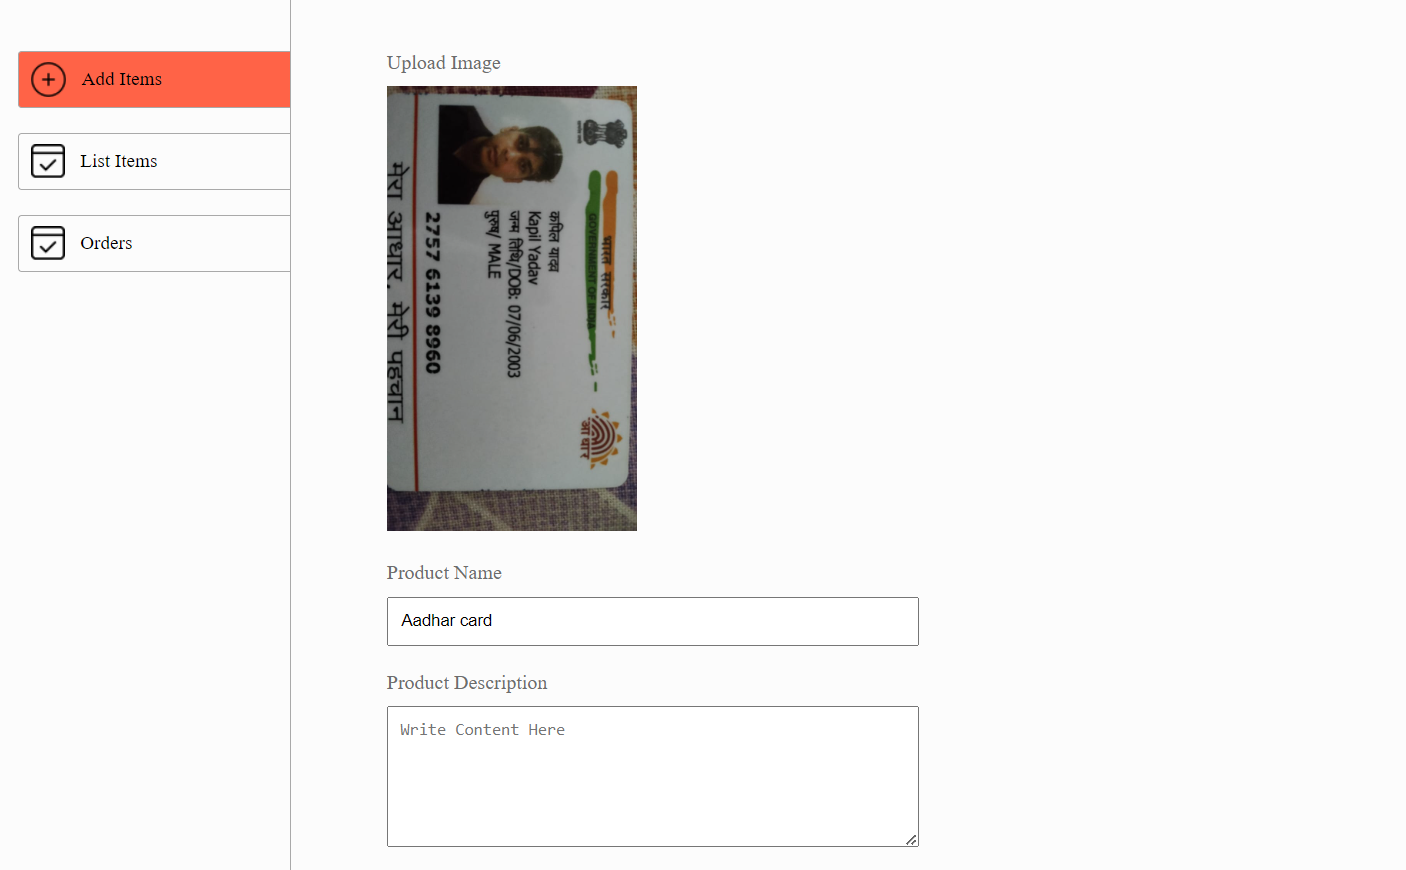 Add Items
List Items
Orders
Upload Image
भारत सरकार
GOVERNMENT OF INDIA
कपिल यादव
Kapil Yadav
जन्म तिथि/DOB: 07/06/2003
पुरुष/ MALE
2757 6139 8960
मेरा आधार, मेरी पहचान
आधार
Product Name
Aadhar card
Product Description
Write Content Here